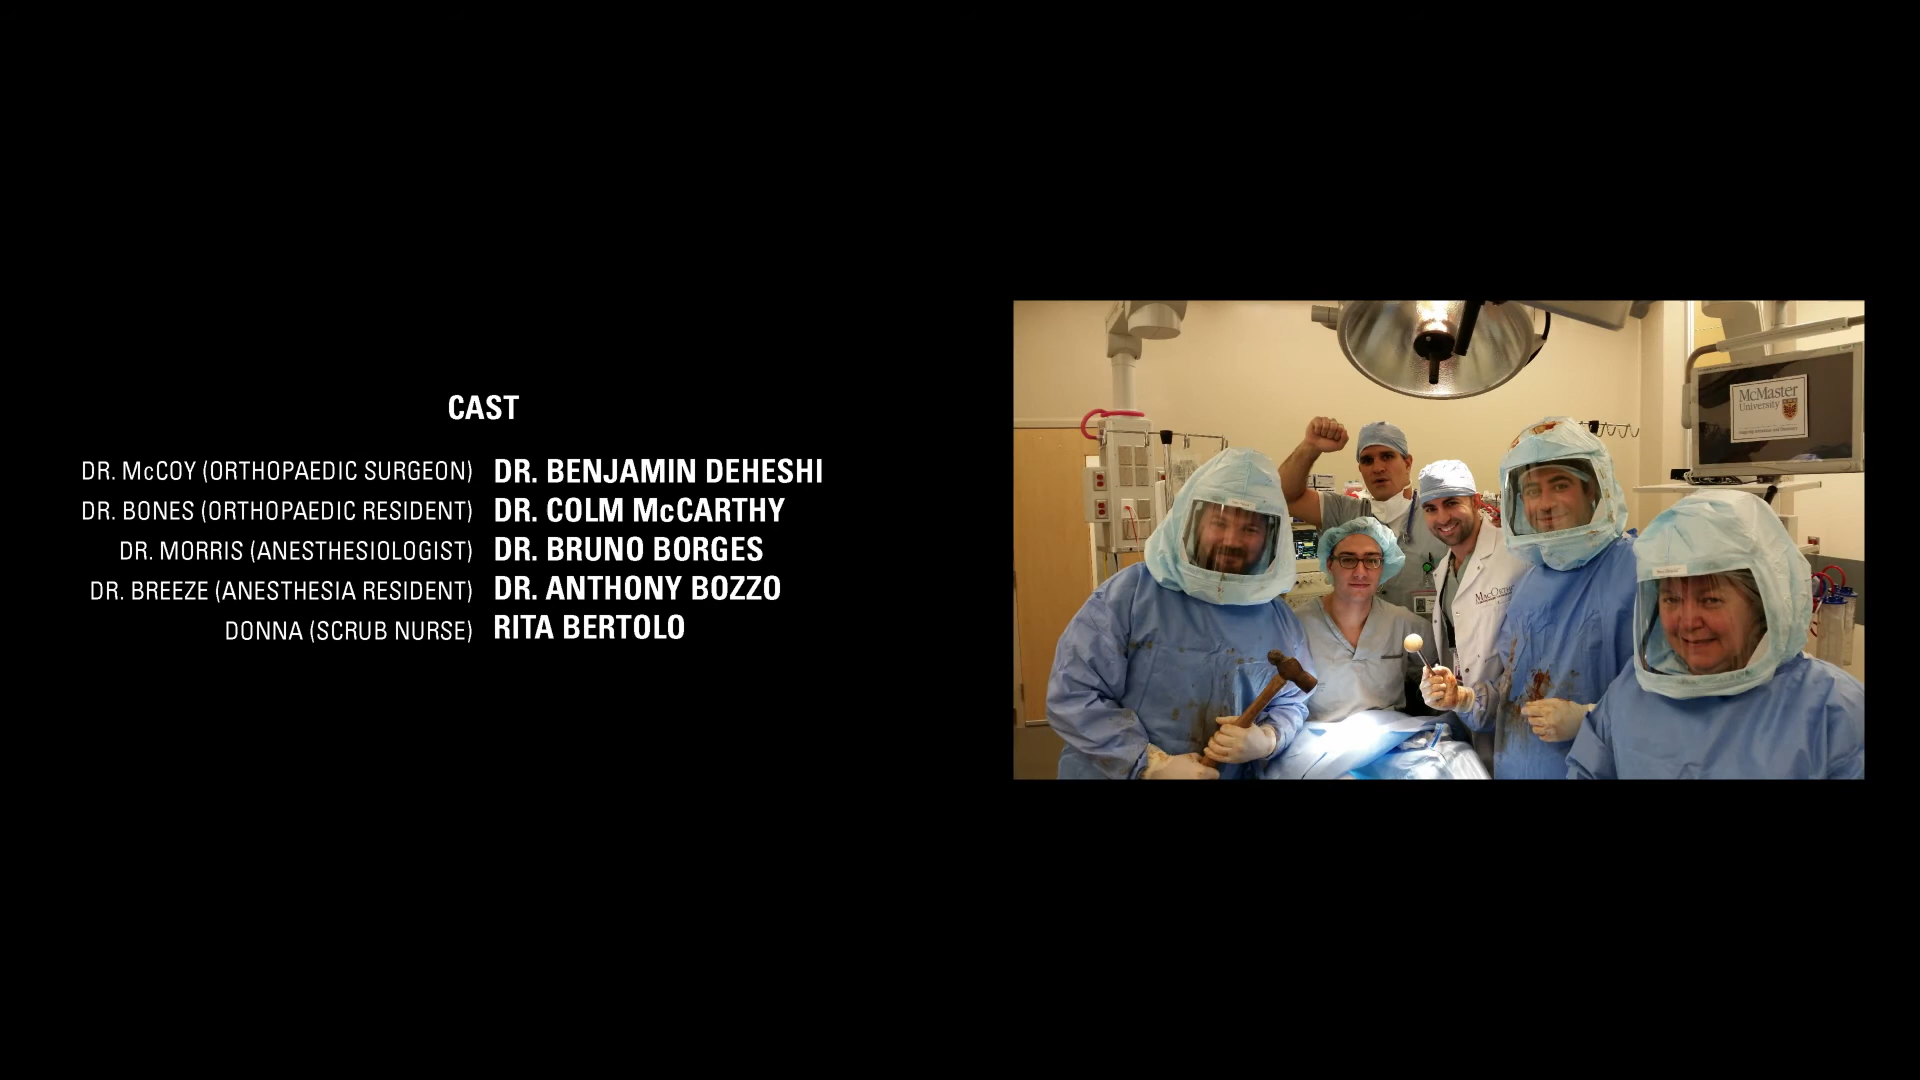 CAST
DR. McCOY (ORTHOPAEDIC SURGEON) DR. BENJAMIN DEHESHI
DR. BONES (ORTHOPAEDIC RESIDENT) DR. COLM McCARTHY
DR. MORRIS (ANESTHESIOLOGIST) DR. BRUNO BORGES
DR. BREEZE (ANESTHESIA RESIDENT) DR. ANTHONY BOZZO
DONNA (SCRUB NURSE) RITA BERTOLO
McMaster
University